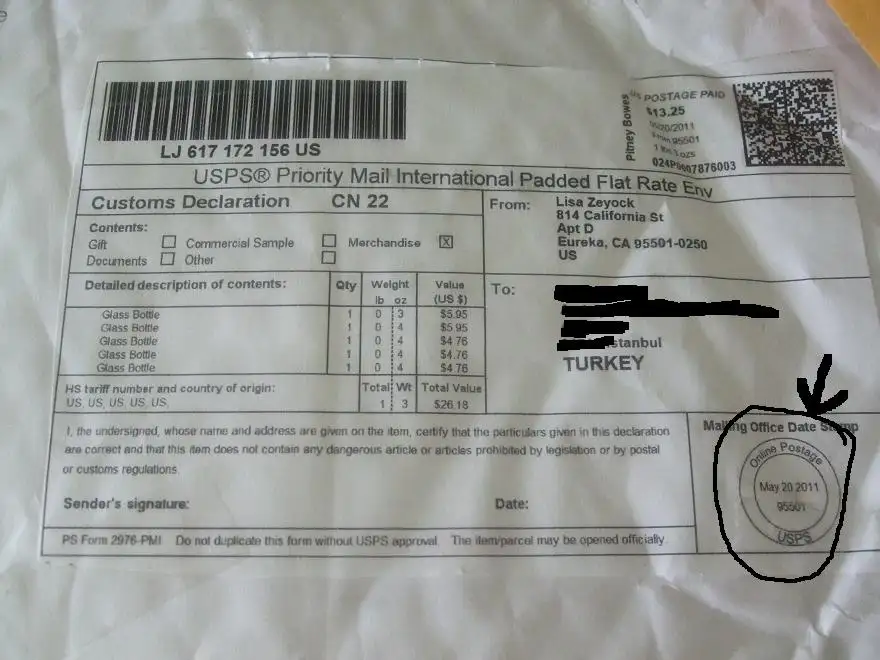 LJ 617 172 156 US
Pitney Bowes
US POSTAGE PAID
$13.25
05/20/2011
From 95501
1 lbs 3 ozs
USPS® Priority Mail International Padded Flat Rate Env
Customs Declaration CN 22
Contents:
Gift Commercial Sample Merchandise X
Documents Other
From: Lisa Zeyock
814 California St
Apt D
Eureka, CA 95501-0250
US
Detailed description of contents: Qty Weight Value
lb oz (US $)
Glass Bottle 1 0 3 $5.95
Glass Bottle 1 0 4 $5.95
Glass Bottle 1 0 4 $4.76
Glass Bottle 1 0 4 $4.76
Glass Bottle 1 0 4 $4.76
HS tariff number and country of origin: Total Wt Total Value
US, US, US, US, US, 1 3 $26.18
To:
stanbul
TURKEY
I, the undersigned, whose name and address are given on the item, certify that the particulars given in this declaration
are correct and that this item does not contain any dangerous article or articles prohibited by legislation or by postal
or customs regulations.
Sender's signature: Date:
Mailing Office Date Stamp
Online Postage
May 20 2011
95501
USPS
PS Form 2976-PMI Do not duplicate this form without USPS approval. The item/parcel may be opened officially.